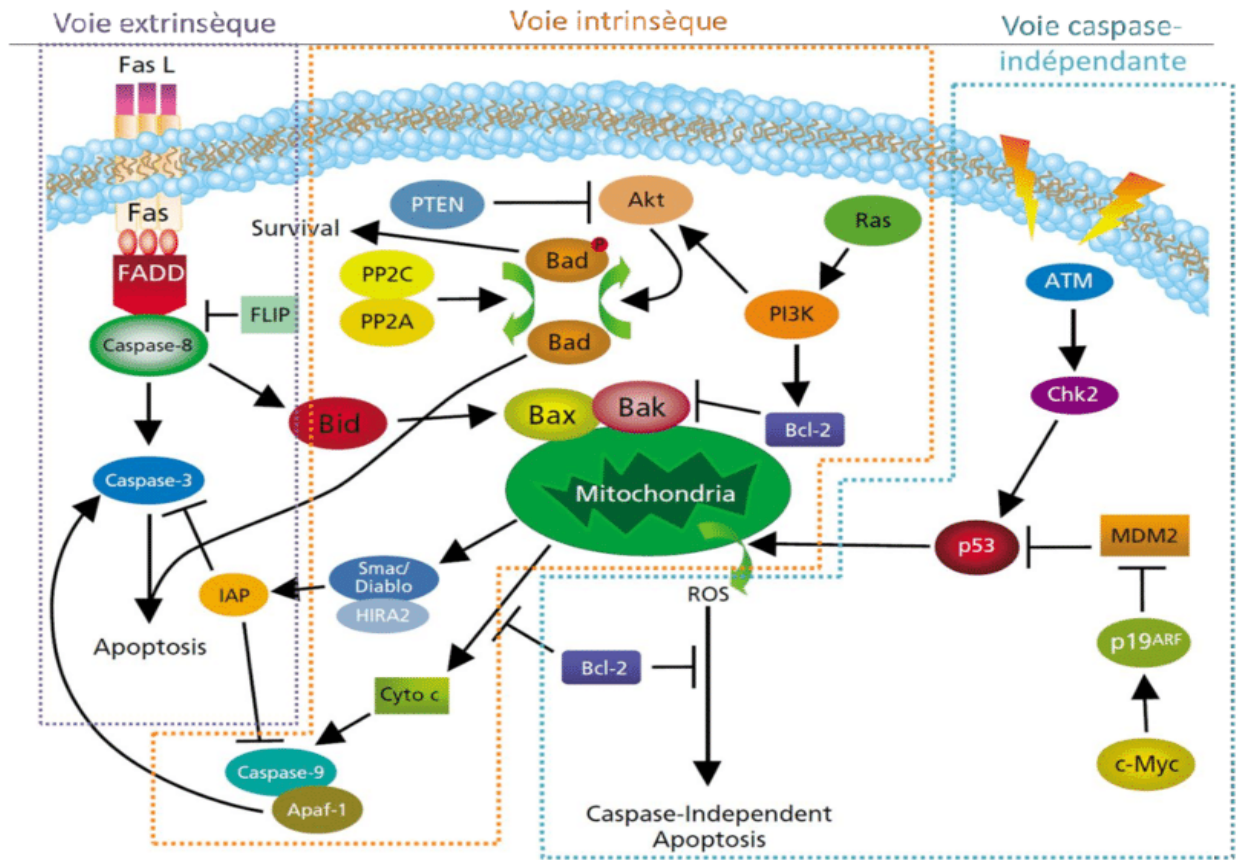 Voie extrinsèque
Voie intrinsèque
Voie caspase-
indépendante
Fas L
Fas
FADD
FLIP
Caspase-8
Caspase-3
Apoptosis
IAP
Bid
Survival
PTEN
Akt
Ras
PP2C
PP2A
Bad
P
Bad
PI3K
Bax
Bak
Bcl-2
Mitochondria
Smac/
Diablo
HIRA2
Cyto c
Caspase-9
Apaf-1
ROS
Bcl-2
Caspase-Independent
Apoptosis
ATM
Chk2
p53
MDM2
p19ARF
c-Myc